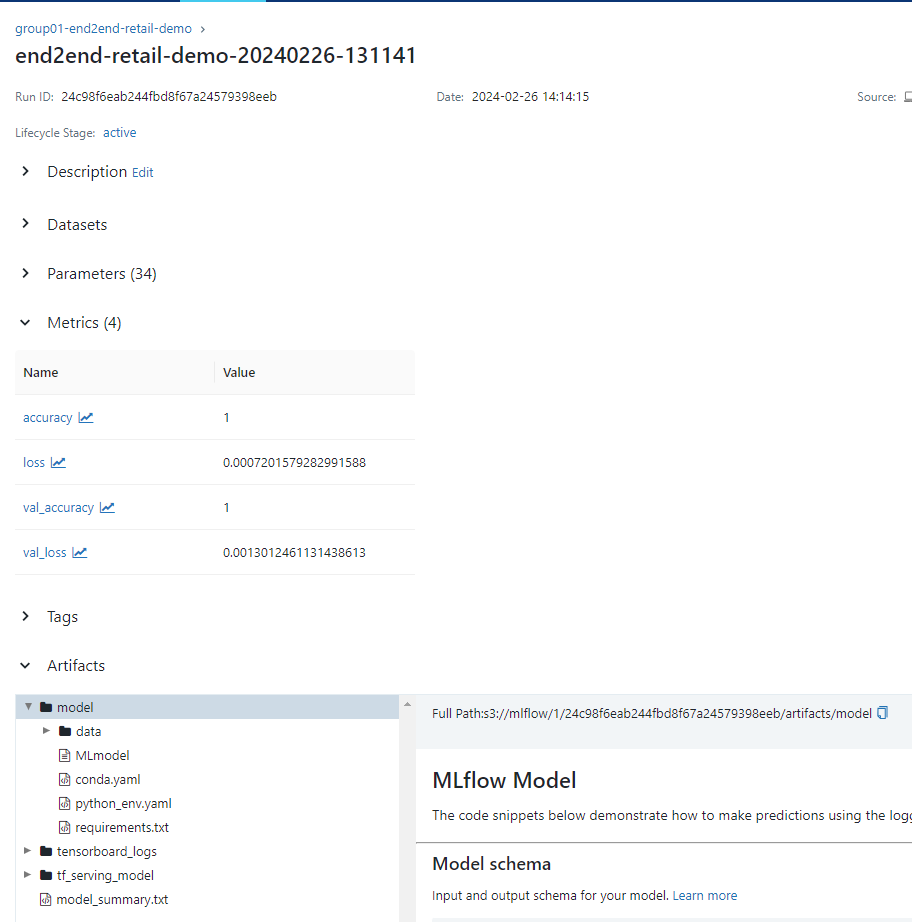 group01-end2end-retail-demo >
end2end-retail-demo-20240226-131141
Run ID: 24c98f6eab244fbd8f67a24579398eeb Date: 2024-02-26 14:14:15 Source:
Lifecycle Stage: active
Description Edit
Datasets
Parameters (34)
Metrics (4)
Name Value
accuracy 1
loss 0.0007201579282991588
val_accuracy 1
val_loss 0.0013012461131438613
Tags
Artifacts
model
data
MLmodel
conda.yaml
python_env.yaml
requirements.txt
tensorboard_logs
tf_serving_model
model_summary.txt
Full Path:s3://mlflow/1/24c98f6eab244fbd8f67a24579398eeb/artifacts/model
MLflow Model
The code snippets below demonstrate how to make predictions using the logg
Model schema
Input and output schema for your model. Learn more